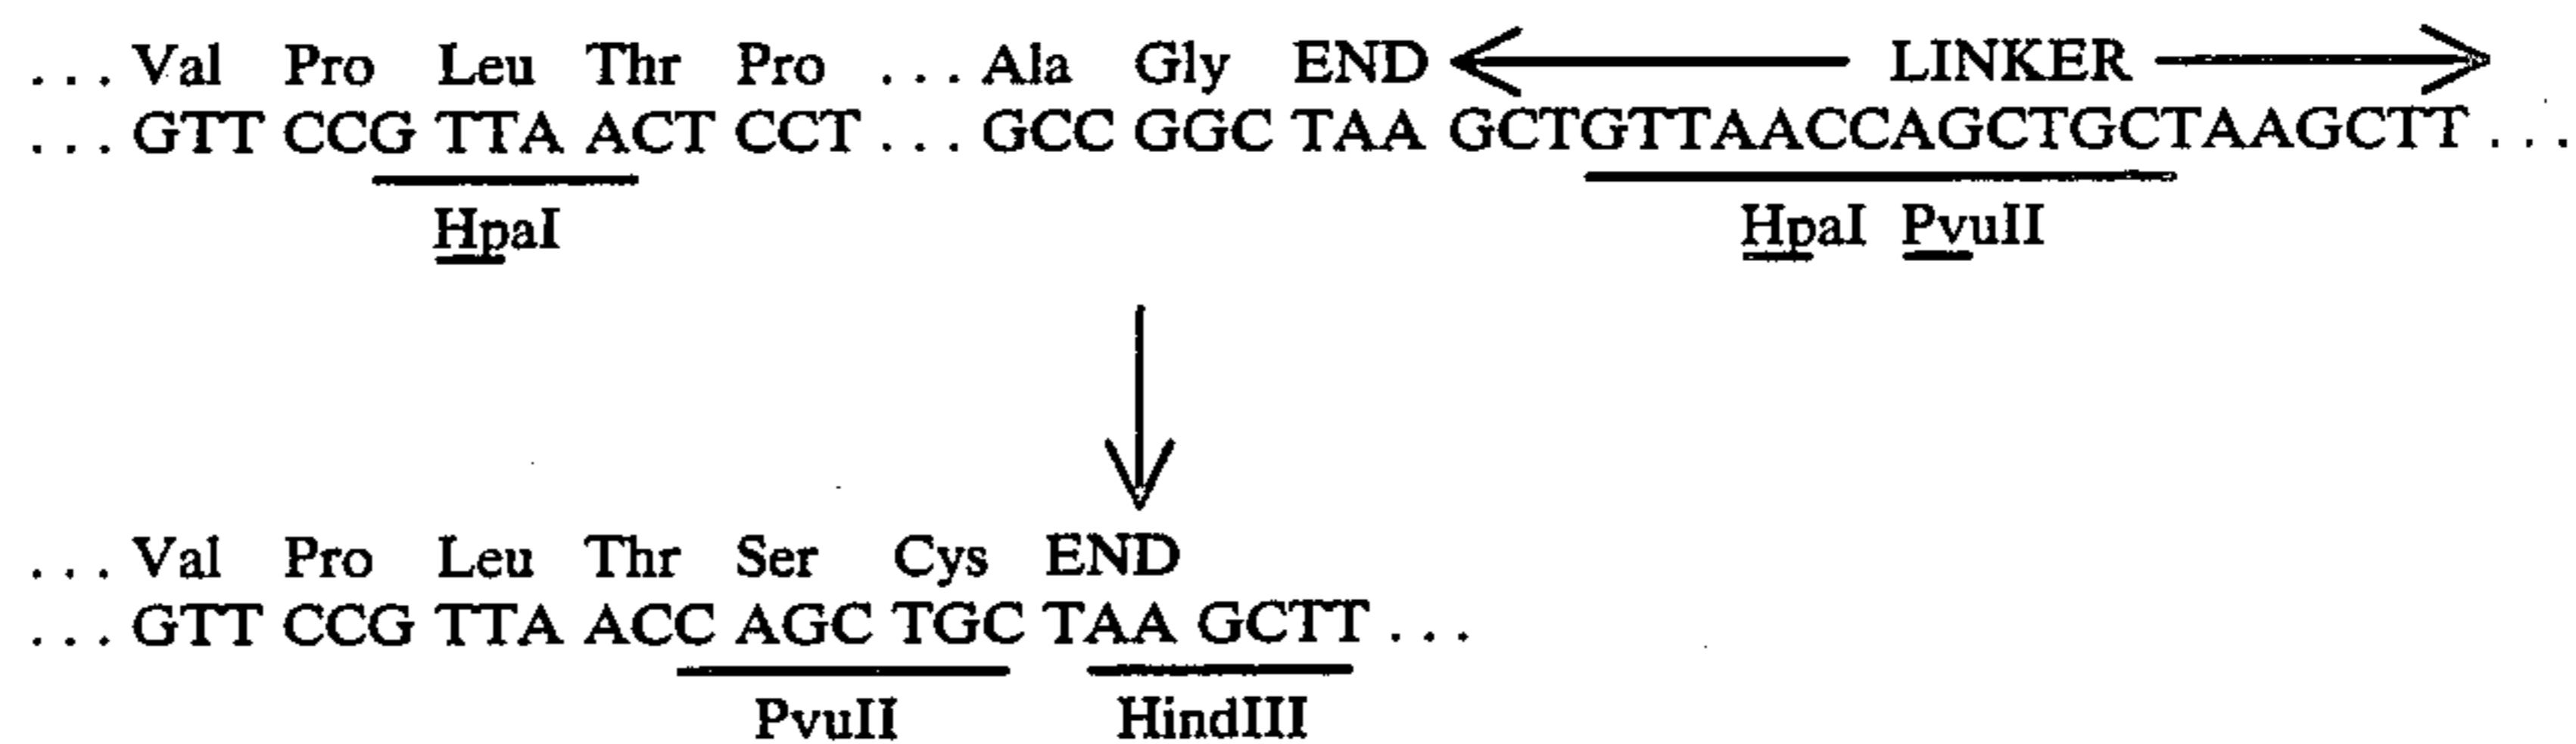 ... Val Pro Leu Thr Pro ... Ala Gly END LINKER
... GTT CCG TTA ACT CCT ... GCC GGC TAA GCTGTTAACCAGCTGCTAAGCTT ...
HpaI HpaI PvuII
... Val Pro Leu Thr Ser Cys END
... GTT CCG TTA ACC AGC TGC TAA GCTT ...
PvuII HindIII